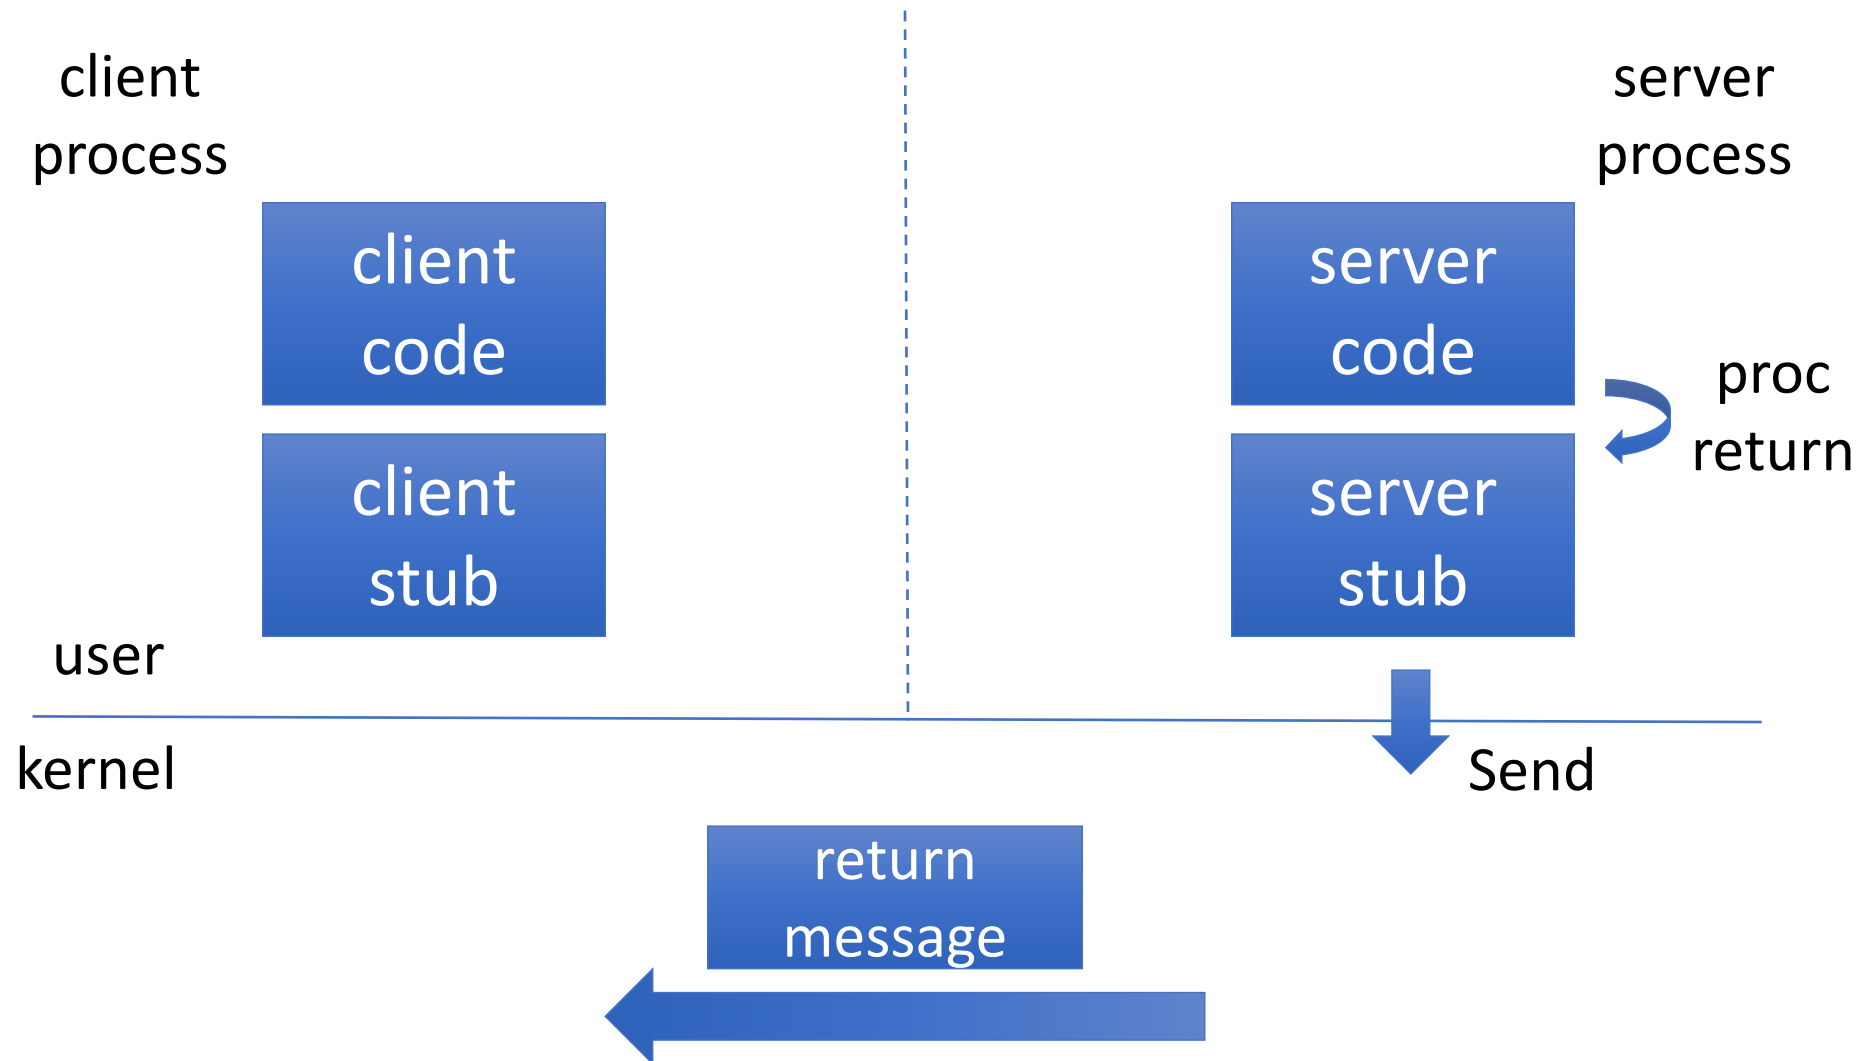 client
process
server
process
client
code
server
code
proc
return
client
stub
server
stub
user
kernel
Send
return
message